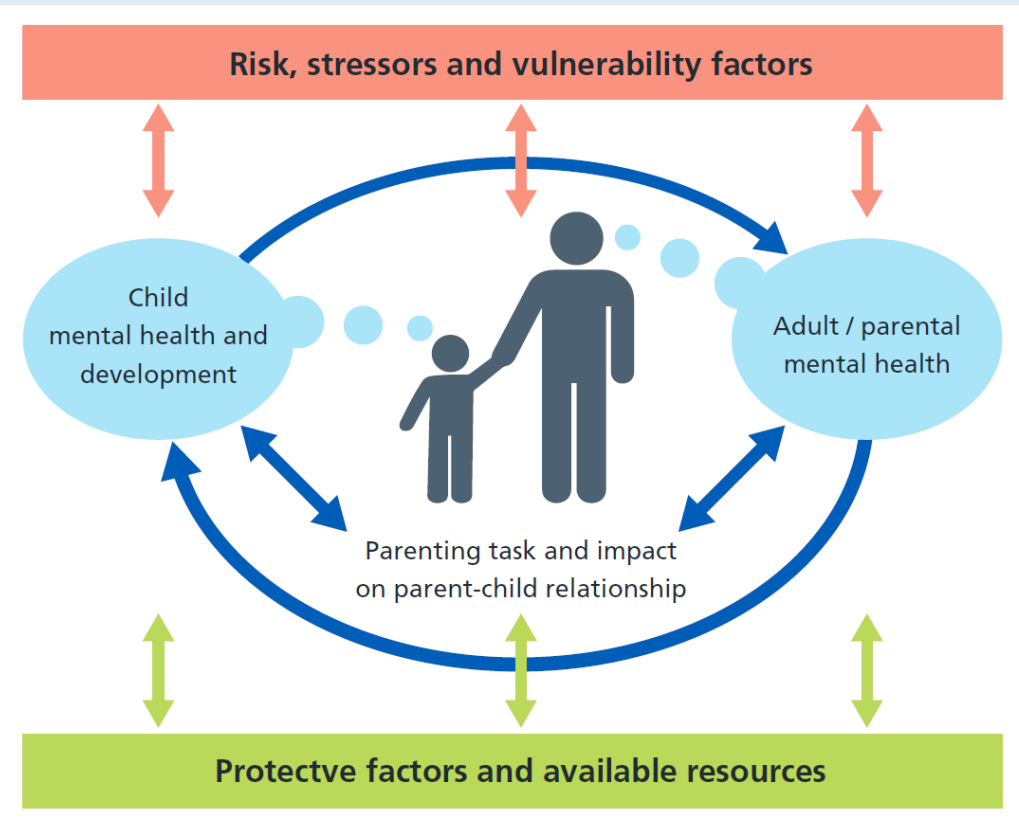 Risk, stressors and vulnerability factors
Child
mental health and
development
Adult / parental
mental health
Parenting task and impact
on parent-child relationship
Protectve factors and available resources